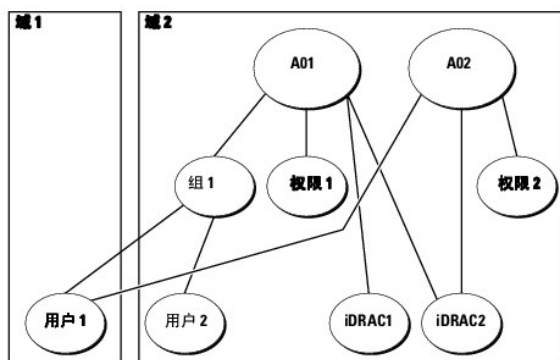 域 1
域 2
A01
A02
组 1
权限 1
权限 2
用户 1
用户 2
iDRAC1
iDRAC2